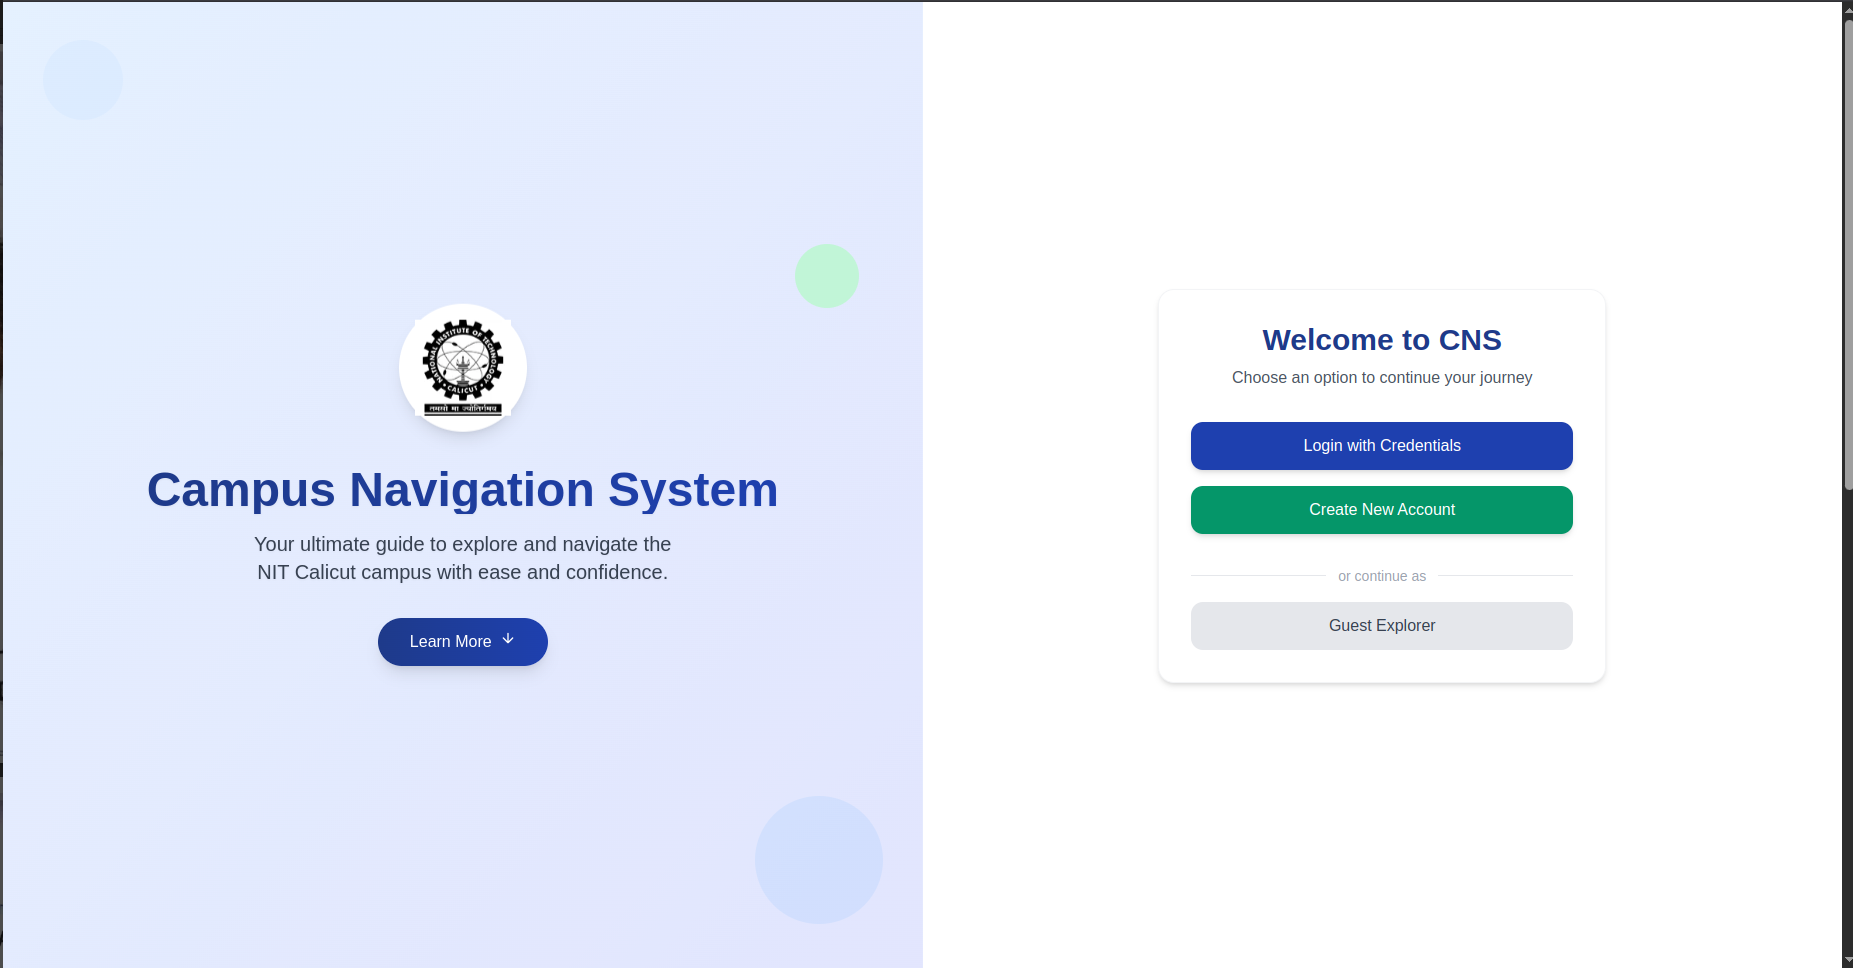 NATIONAL INSTITUTE OF TECHNOLOGY
CALICUT
तमसो मा ज्योतिर्गमय
Campus Navigation System
Your ultimate guide to explore and navigate the
NIT Calicut campus with ease and confidence.
Learn More
Welcome to CNS
Choose an option to continue your journey
Login with Credentials
Create New Account
or continue as
Guest Explorer